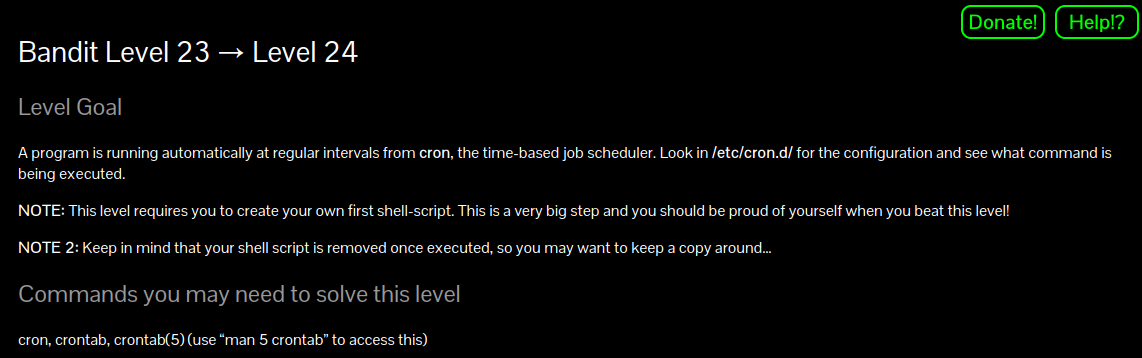 Donate! Help!?
Bandit Level 23 → Level 24
Level Goal
A program is running automatically at regular intervals from cron, the time-based job scheduler. Look in /etc/cron.d/ for the configuration and see what command is
being executed.
NOTE: This level requires you to create your own first shell-script. This is a very big step and you should be proud of yourself when you beat this level!
NOTE 2: Keep in mind that your shell script is removed once executed, so you may want to keep a copy around…
Commands you may need to solve this level
cron, crontab, crontab(5) (use “man 5 crontab” to access this)